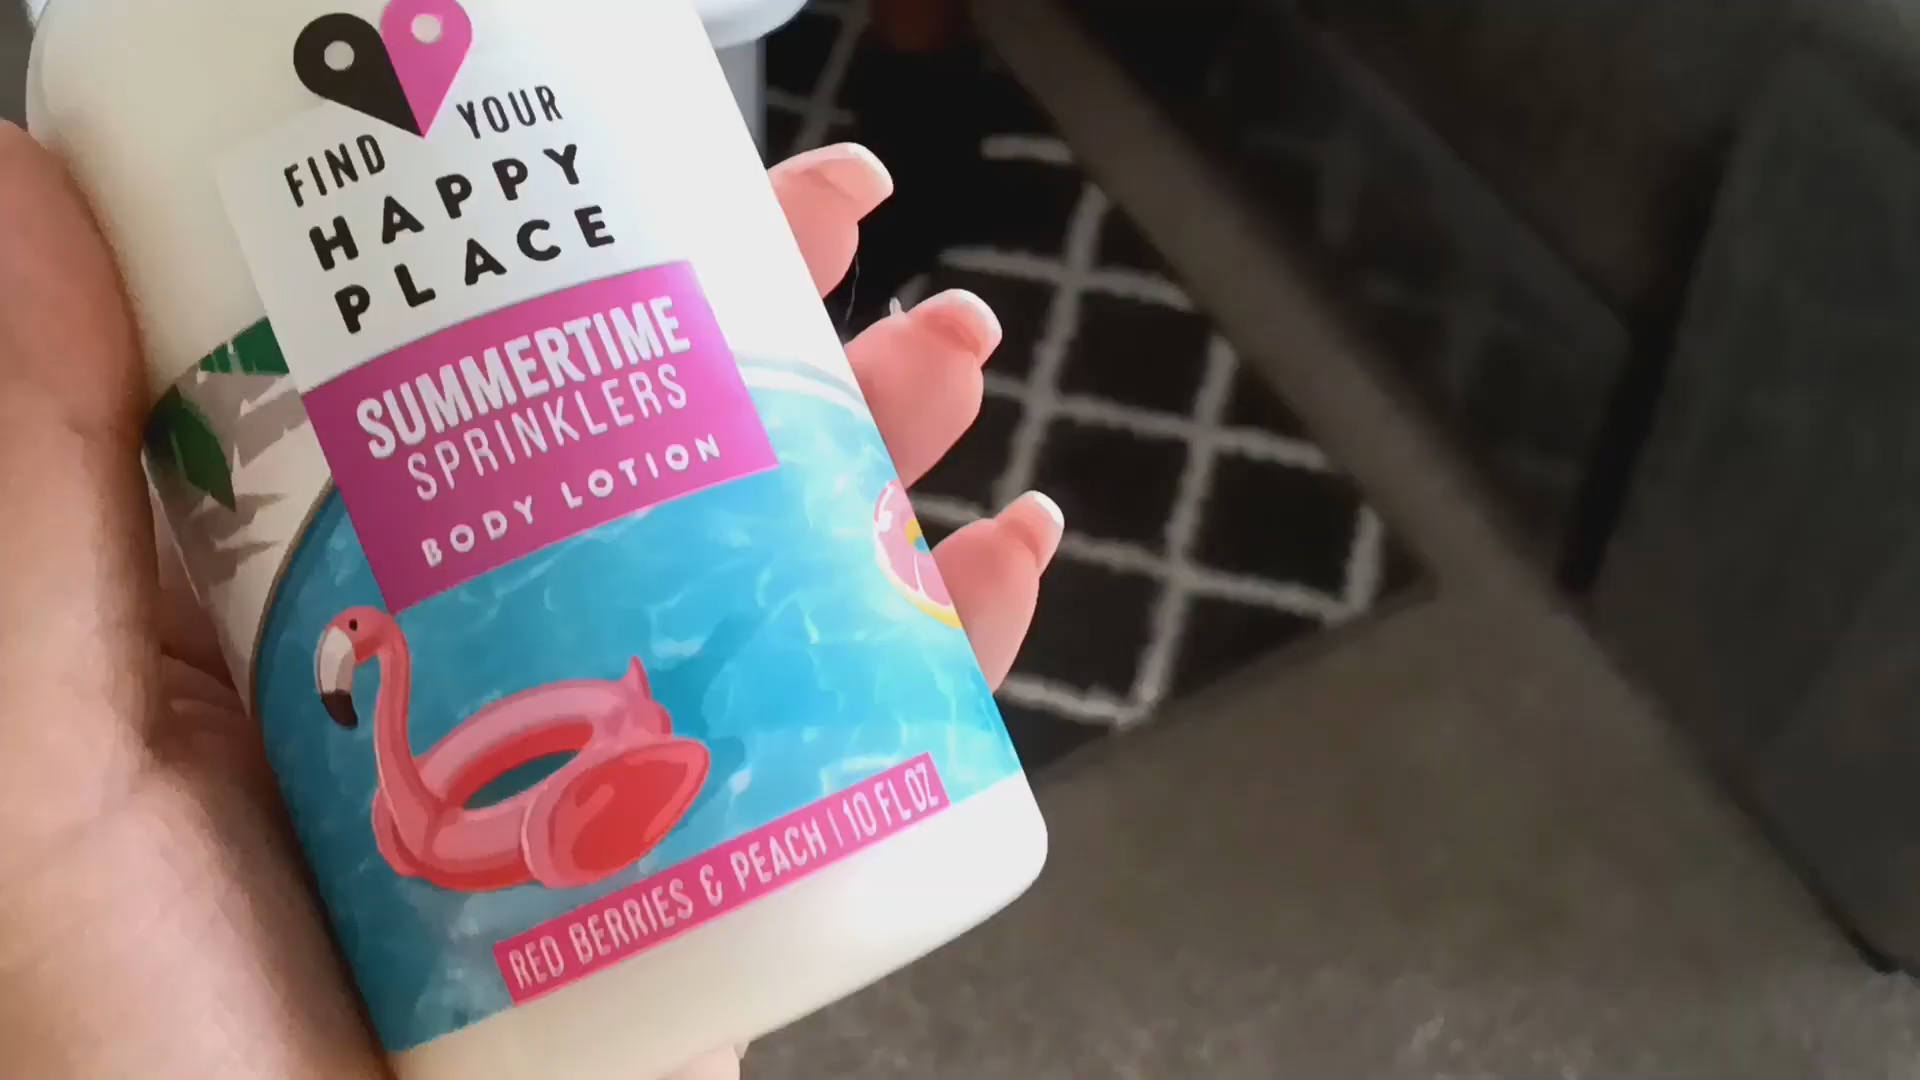 FIND YOUR
HAPPY
PLACE
SUMMERTIME
SPRINKLERS
BODY LOTION
RED BERRIES & PEACH | 10 FL OZ